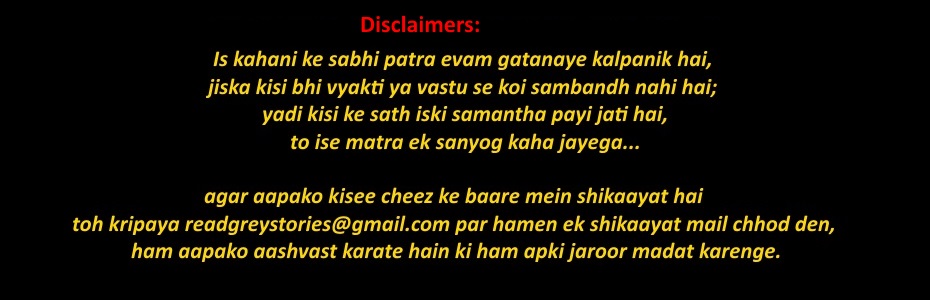 Disclaimers:
Is kahani ke sabhi patra evam gatanaye kalpanik hai,
jiska kisi bhi vyakti ya vastu se koi sambandh nahi hai;
yadi kisi ke sath iski samantha payi jati hai,
to ise matra ek sanyog kaha jayega...
agar aapako kisee cheez ke baare mein shikaayat hai
toh kripaya readgreystories@gmail.com par hamen ek shikaayat mail chhod den,
ham aapako aashvast karate hain ki ham apki jaroor madat karenge.